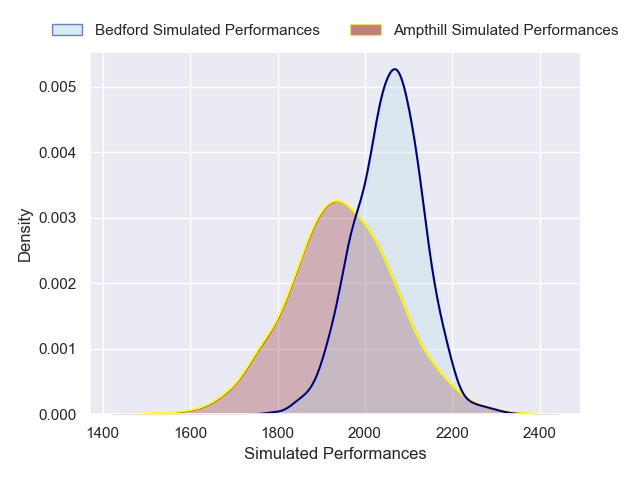 Bedford Simulated Performances Ampthill Simulated Performances
0.005
0.004
0.003
0.002
0.001
0.000
Density
1400 1600 1800 2000 2200 2400
Simulated Performances